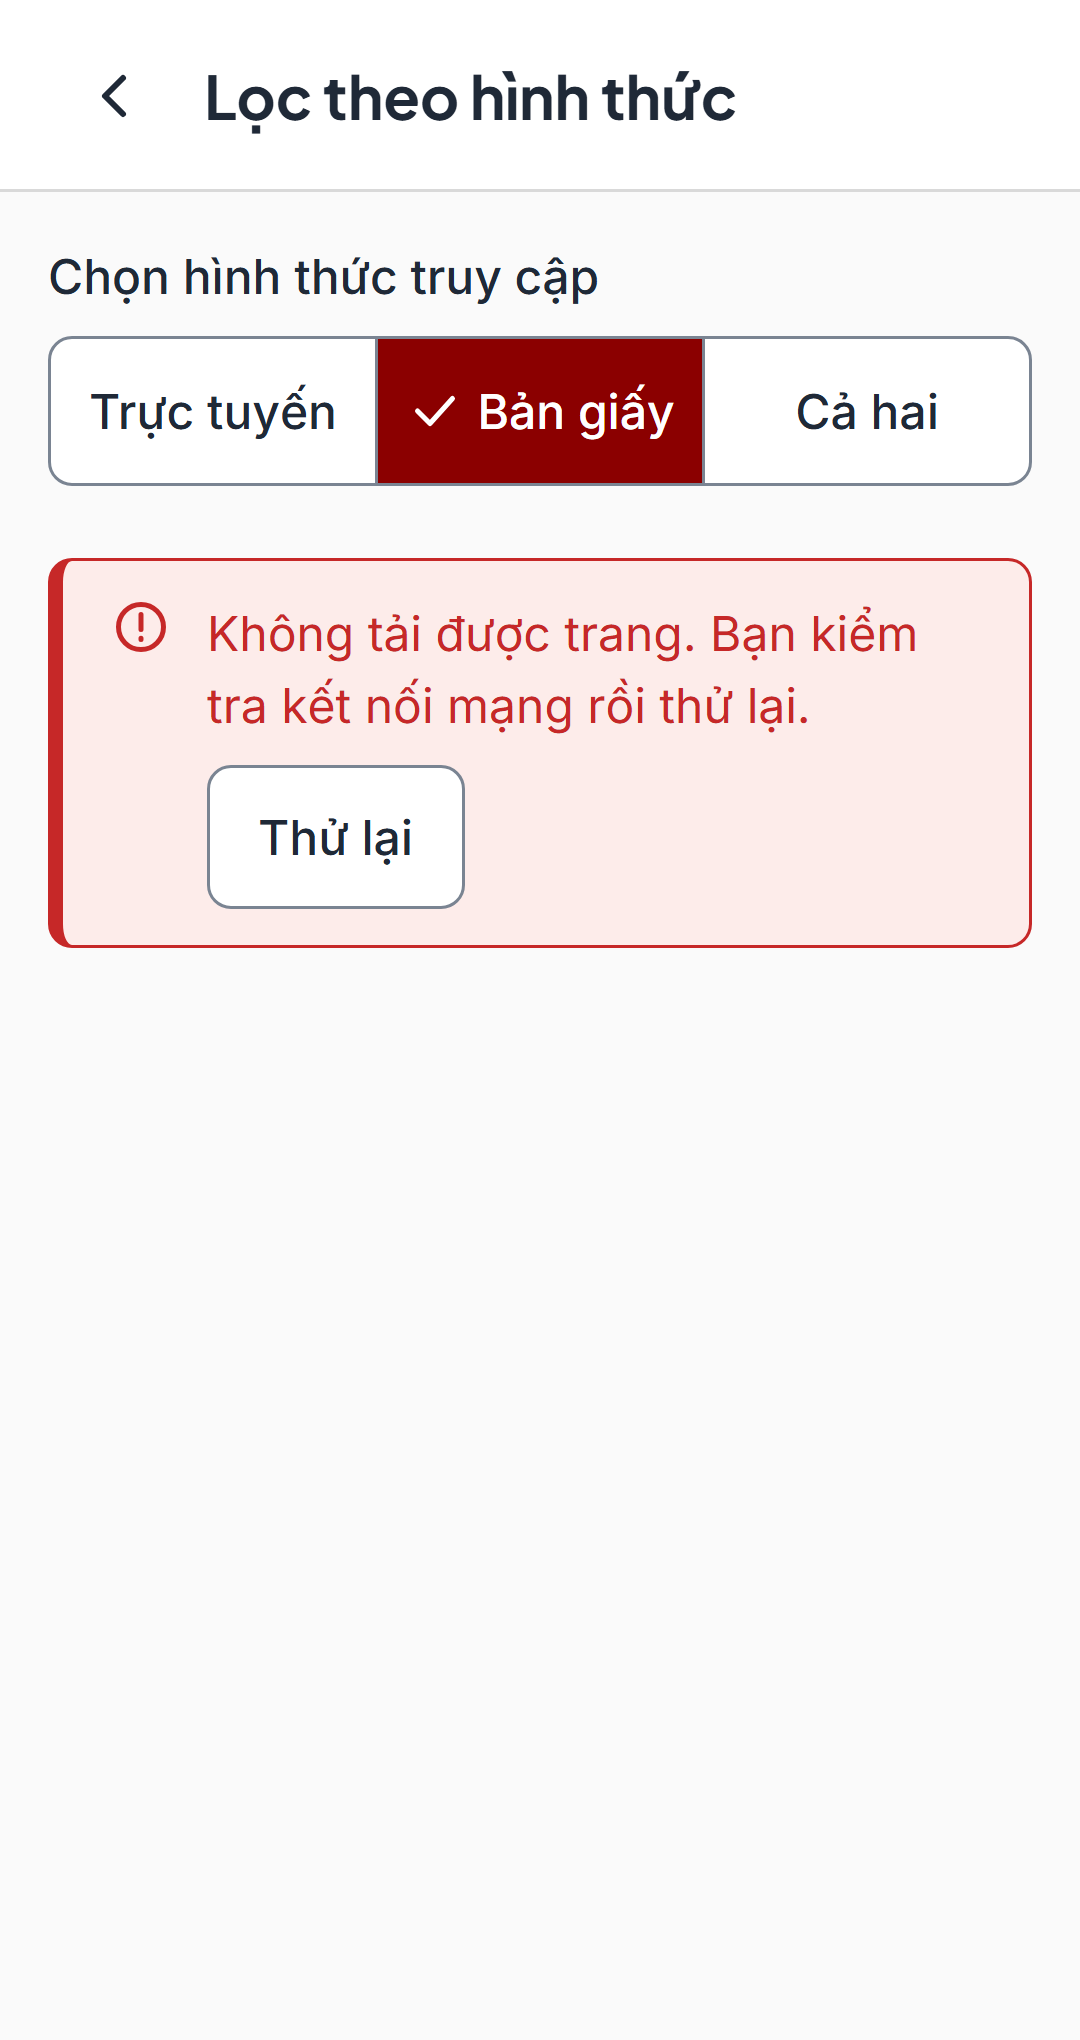 Lọc theo hình thức
Chọn hình thức truy cập
Trực tuyến
Bản giấy
Cả hai
Không tải được trang. Bạn kiểm
tra kết nối mạng rồi thử lại.
Thử lại